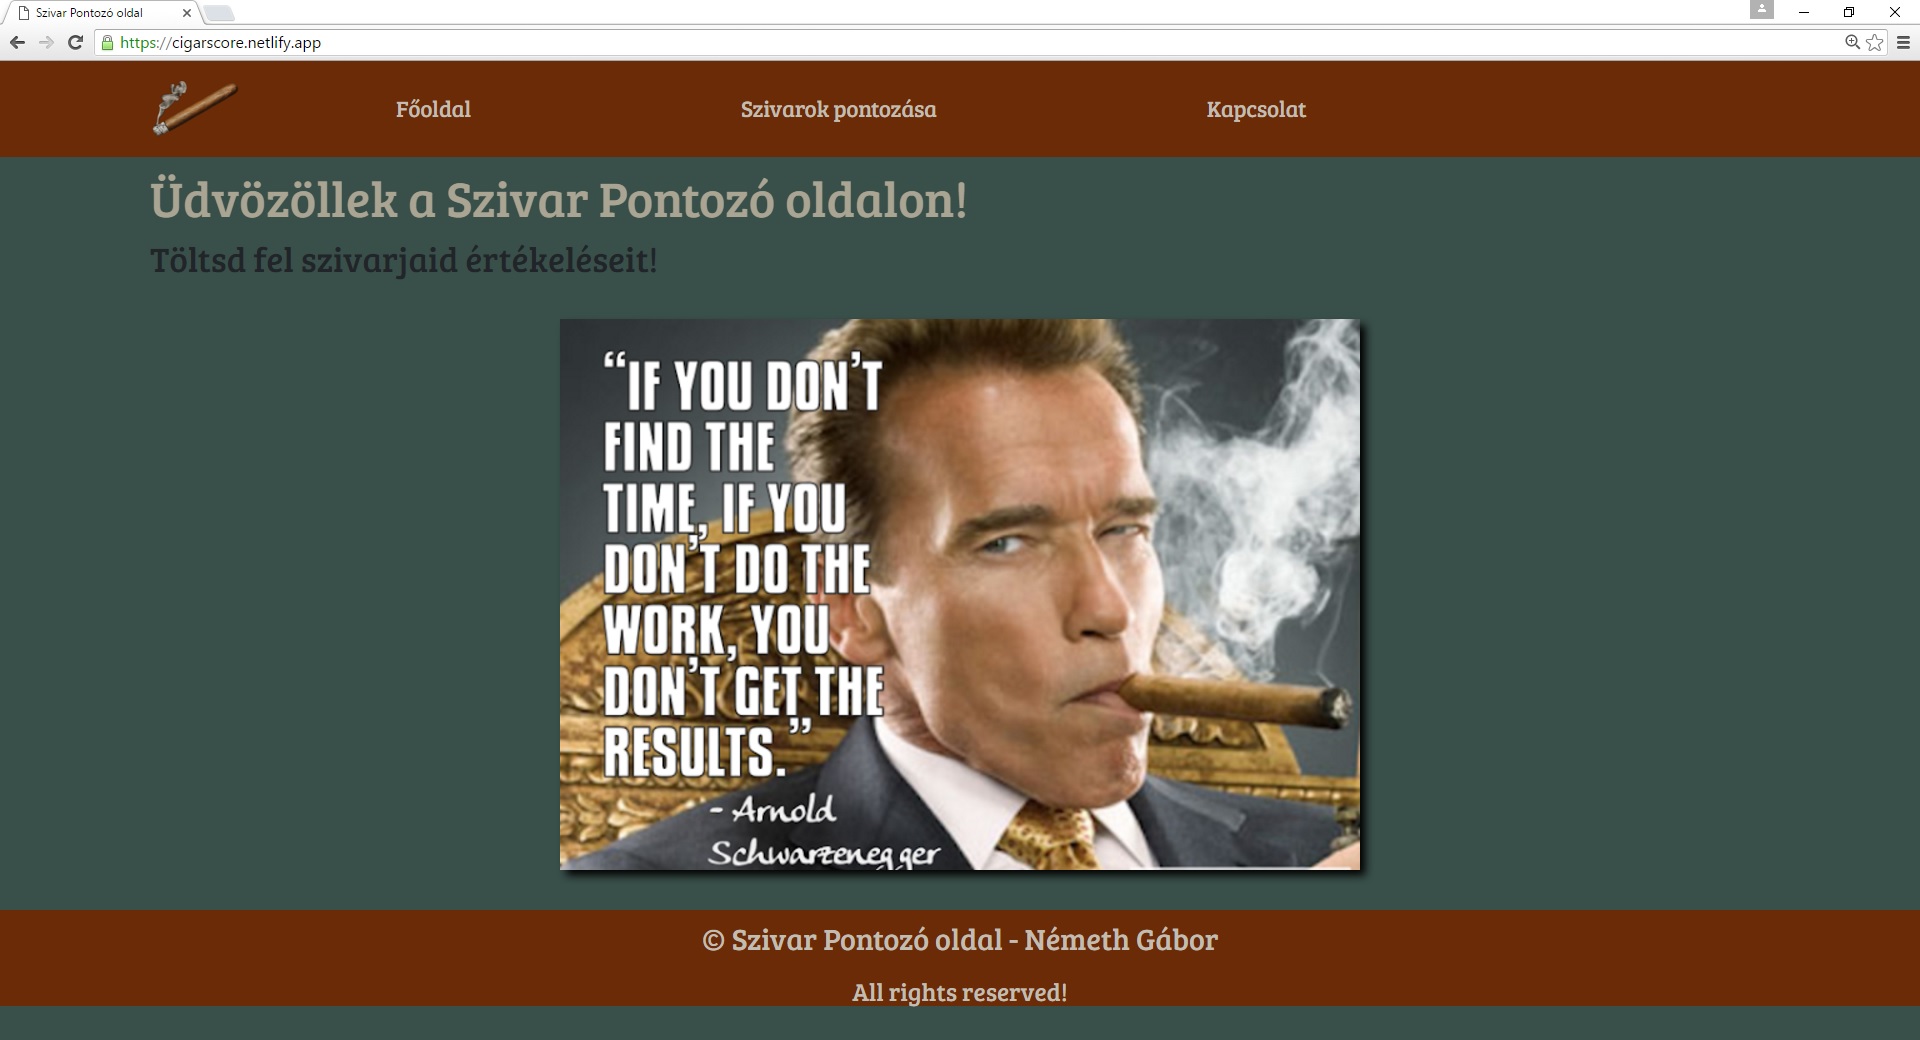 Szivar Pontozó oldal
https://cigarscore.netlify.app
Főoldal
Szivarok pontozása
Kapcsolat
Üdvözöllek a Szivar Pontozó oldalon!
Töltsd fel szivarjaid értékeléseit!
“IF YOU DON’T
FIND THE
TIME, IF YOU
DON’T DO THE
WORK, YOU
DON’T GET THE
RESULTS.”
- Arnold
Schwarzenegger
© Szivar Pontozó oldal - Németh Gábor
All rights reserved!